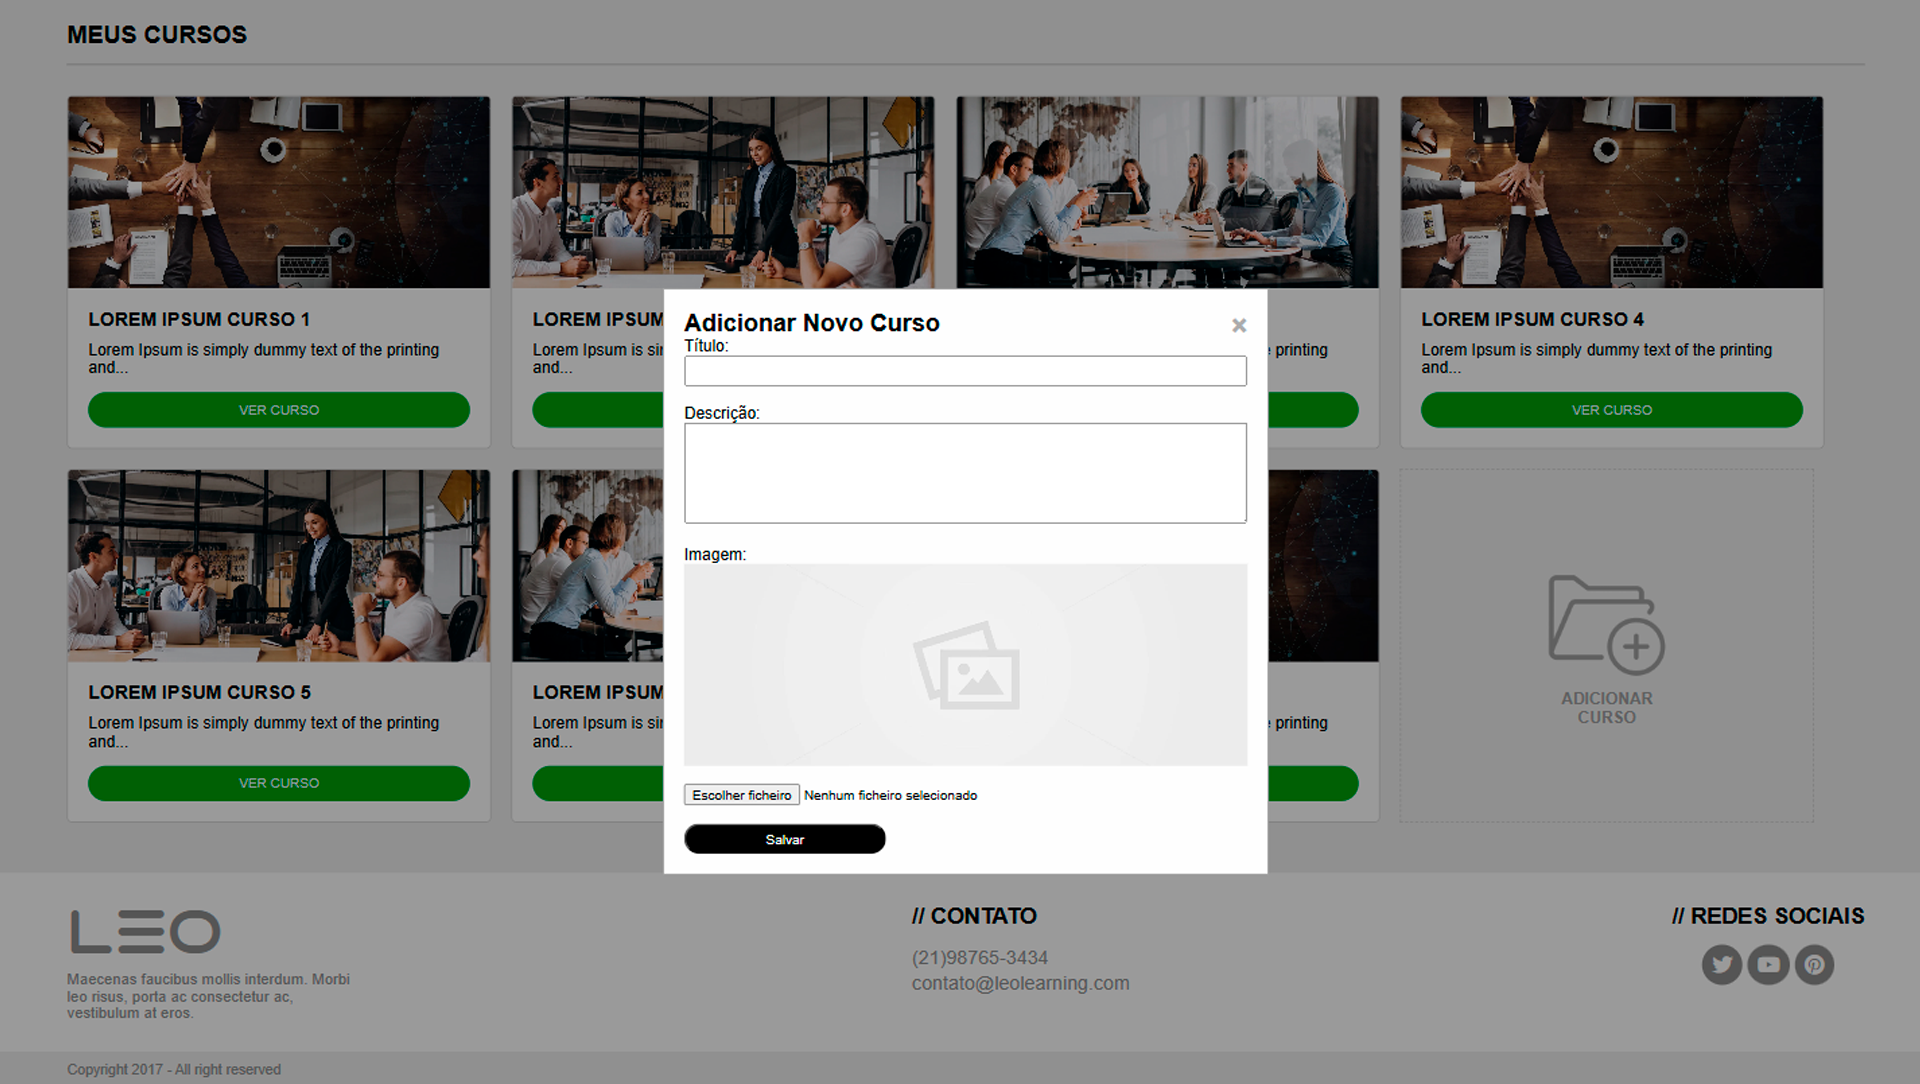 MEUS CURSOS
LOREM IPSUM CURSO 1
Lorem Ipsum is simply dummy text of the printing
and...
VER CURSO
LOREM IPSUM
Lorem Ipsum is
and...
printing
LOREM IPSUM CURSO 4
Lorem Ipsum is simply dummy text of the printing
and...
VER CURSO
Adicionar Novo Curso
×
Título:
Descrição:
Imagem:
Escolher ficheiro Nenhum ficheiro selecionado
Salvar
LOREM IPSUM CURSO 5
Lorem Ipsum is simply dummy text of the printing
and...
VER CURSO
LOREM IPSUM
Lorem Ipsum is
and...
printing
ADICIONAR
CURSO
LEO
Maecenas faucibus mollis interdum. Morbi
leo risus, porta ac consectetur ac,
vestibulum at eros.
// CONTATO
(21)98765-3434
contato@leolearning.com
// REDES SOCIAIS
Copyright 2017 - All right reserved